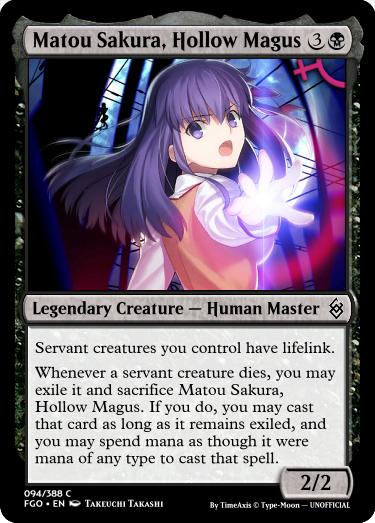 Matou Sakura, Hollow Magus 3
Legendary Creature — Human Master
Servant creatures you control have lifelink.
Whenever a servant creature dies, you may
exile it and sacrifice Matou Sakura,
Hollow Magus. If you do, you may cast
that card as long as it remains exiled, and
you may spend mana as though it were
mana of any type to cast that spell.
2/2
094/388 C
FGO • EN Takeuchi Takashi
By TimeAxis © Type-Moon — UNOFFICIAL